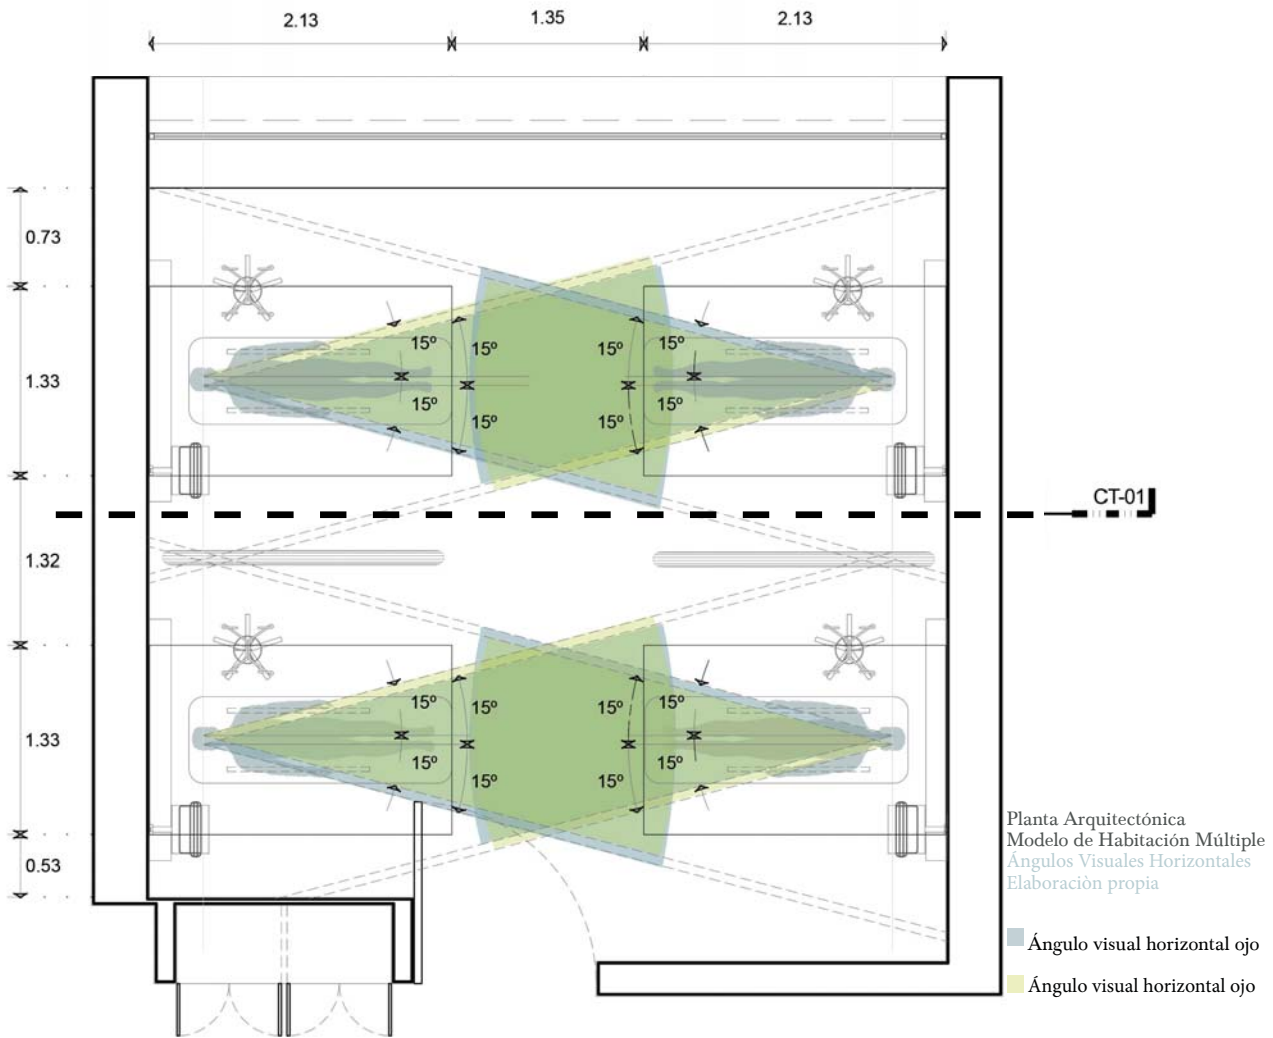 2.13
1.35
2.13
0.73
1.33
1.32
1.33
0.53
15º
15º
15º
15º
15º
15º
15º
15º
CT-01
15º
15º
15º
15º
15º
15º
15º
15º
Planta Arquitectónica
Modelo de Habitación Múltiple
Ángulos Visuales Horizontales
Elaboraciòn propia
Ángulo visual horizontal ojo
Ángulo visual horizontal ojo